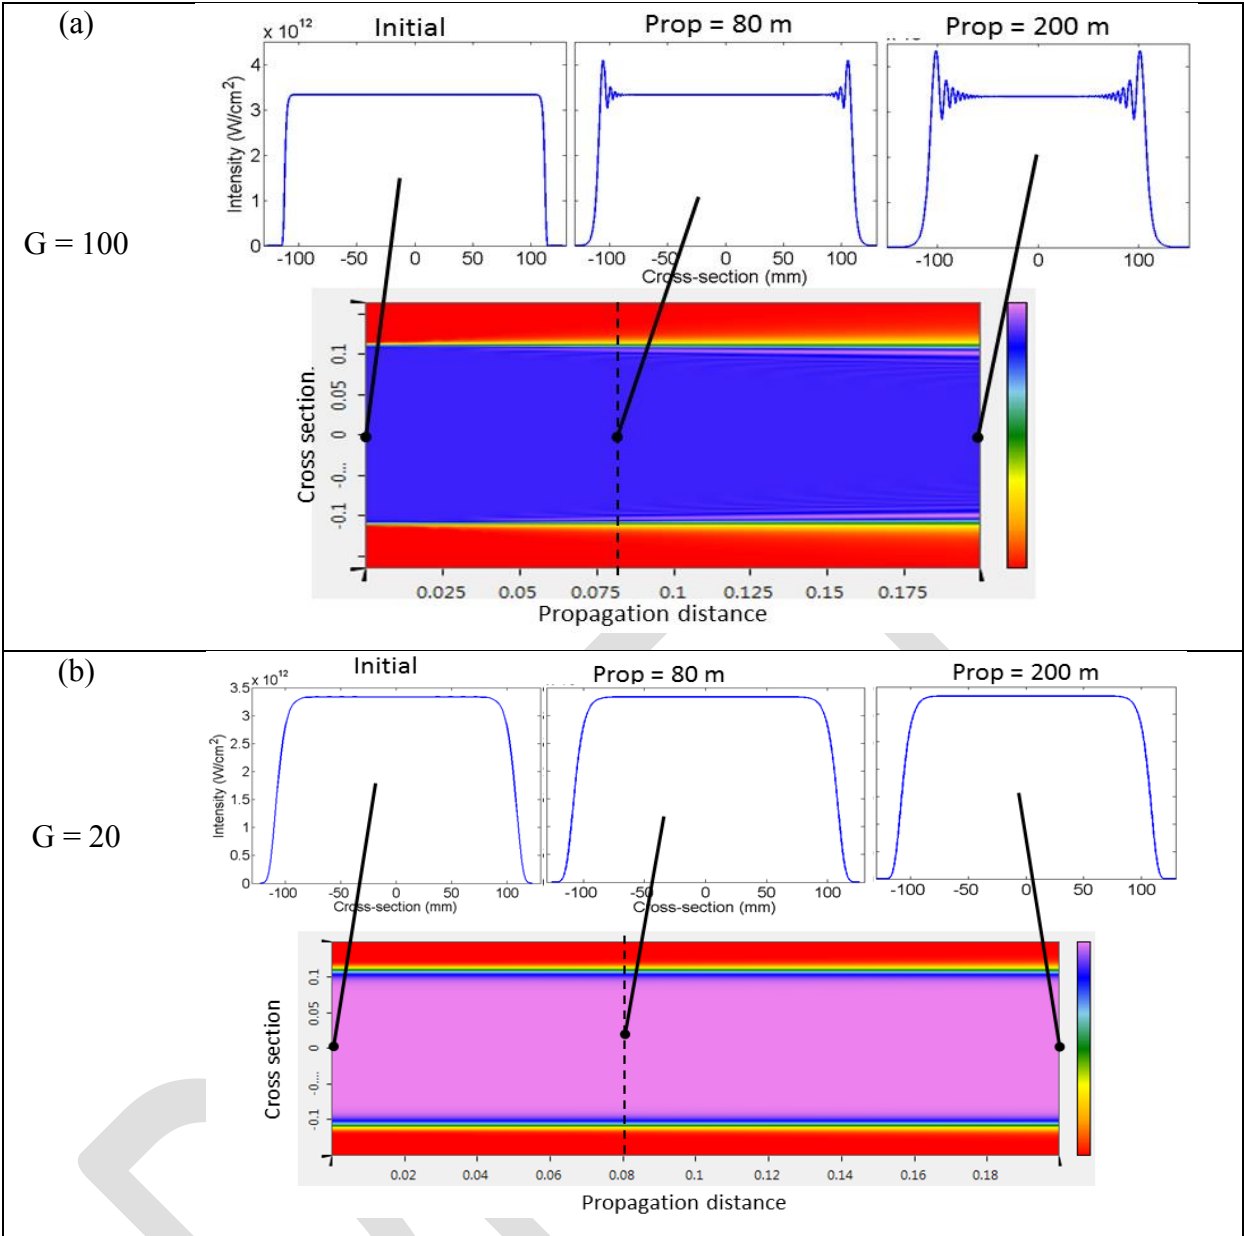 (a)
Initial
Prop = 80 m
Prop = 200 m
x 10¹²
Intensity (W/cm²)
4
3
2
1
0
-100 -50 0 50 100
-100 -50 0 50 100
-100 0 100
Cross-section (mm)
G = 100
Cross section.
0.1
0.05
0
-0....
-0.1
0.025 0.05 0.075 0.1 0.125 0.15 0.175
Propagation distance
(b)
Initial
Prop = 80 m
Prop = 200 m
x 10¹²
Intensity (W/cm²)
3.5
3
2.5
2
1.5
1
0.5
0
-100 -50 0 50 100
-100 -50 0 50 100
-100 -50 0 50 100
Cross-section (mm)
Cross-section (mm)
G = 20
Cross section
0.1
0.05
0
-0....
-0.1
0.02 0.04 0.06 0.08 0.1 0.12 0.14 0.16 0.18
Propagation distance